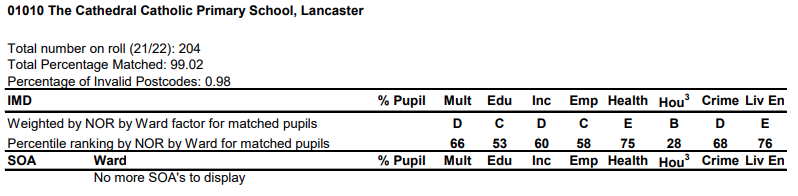 01010 The Cathedral Catholic Primary School, Lancaster
Total number on roll (21/22): 204
Total Percentage Matched: 99.02
Percentage of Invalid Postcodes: 0.98
IMD % Pupil Mult Edu Inc Emp Health Hou³ Crime Liv En
Weighted by NOR by Ward factor for matched pupils D C D C E B D E
Percentile ranking by NOR by Ward for matched pupils 66 53 60 58 75 28 68 76
SOA Ward % Pupil Mult Edu Inc Emp Health Hou³ Crime Liv En
No more SOA's to display